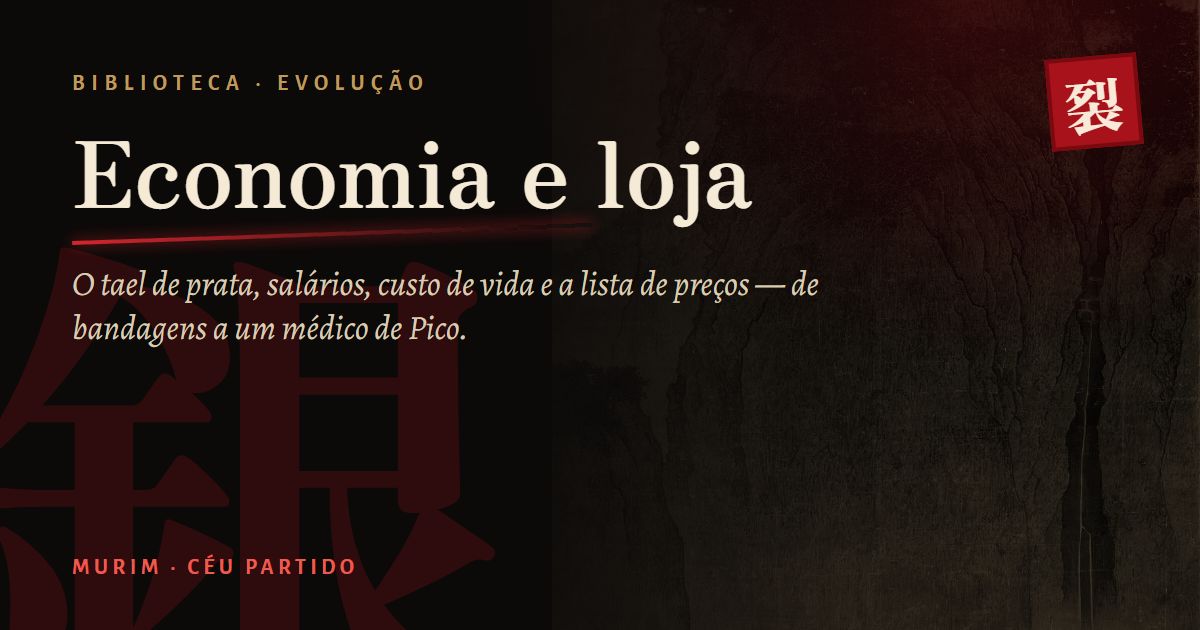 BIBLIOTECA · EVOLUÇÃO
裂
Economia e loja
O tael de prata, salários, custo de vida e a lista de preços — de
bandagens a um médico de Pico.
銀
MURIM · CÉU PARTIDO